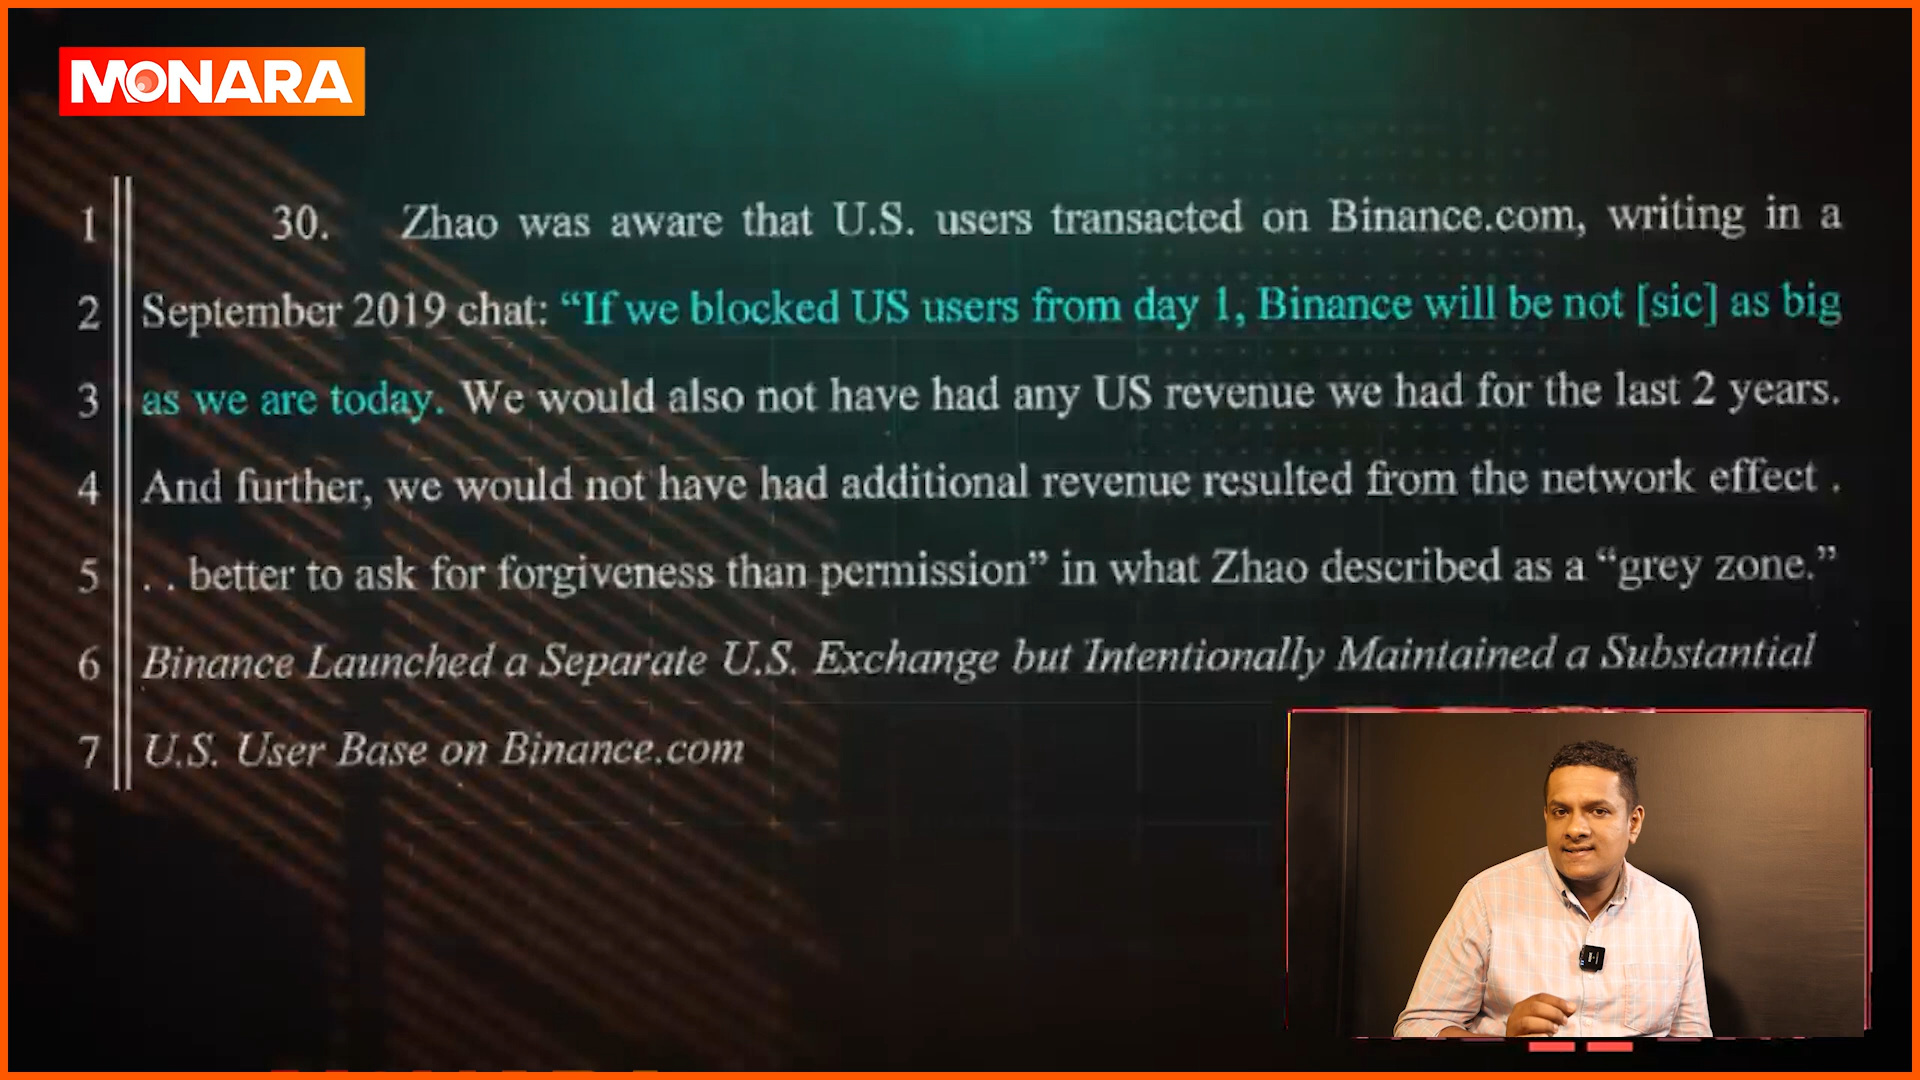 MONARA
1 30. Zhao was aware that U.S. users transacted on Binance.com, writing in a
2 September 2019 chat: “If we blocked US users from day 1, Binance will be not [sic] as big
3 as we are today. We would also not have had any US revenue we had for the last 2 years.
4 And further, we would not have had additional revenue resulted from the network effect .
5 . . better to ask for forgiveness than permission” in what Zhao described as a “grey zone.”
6 Binance Launched a Separate U.S. Exchange but Intentionally Maintained a Substantial
7 U.S. User Base on Binance.com